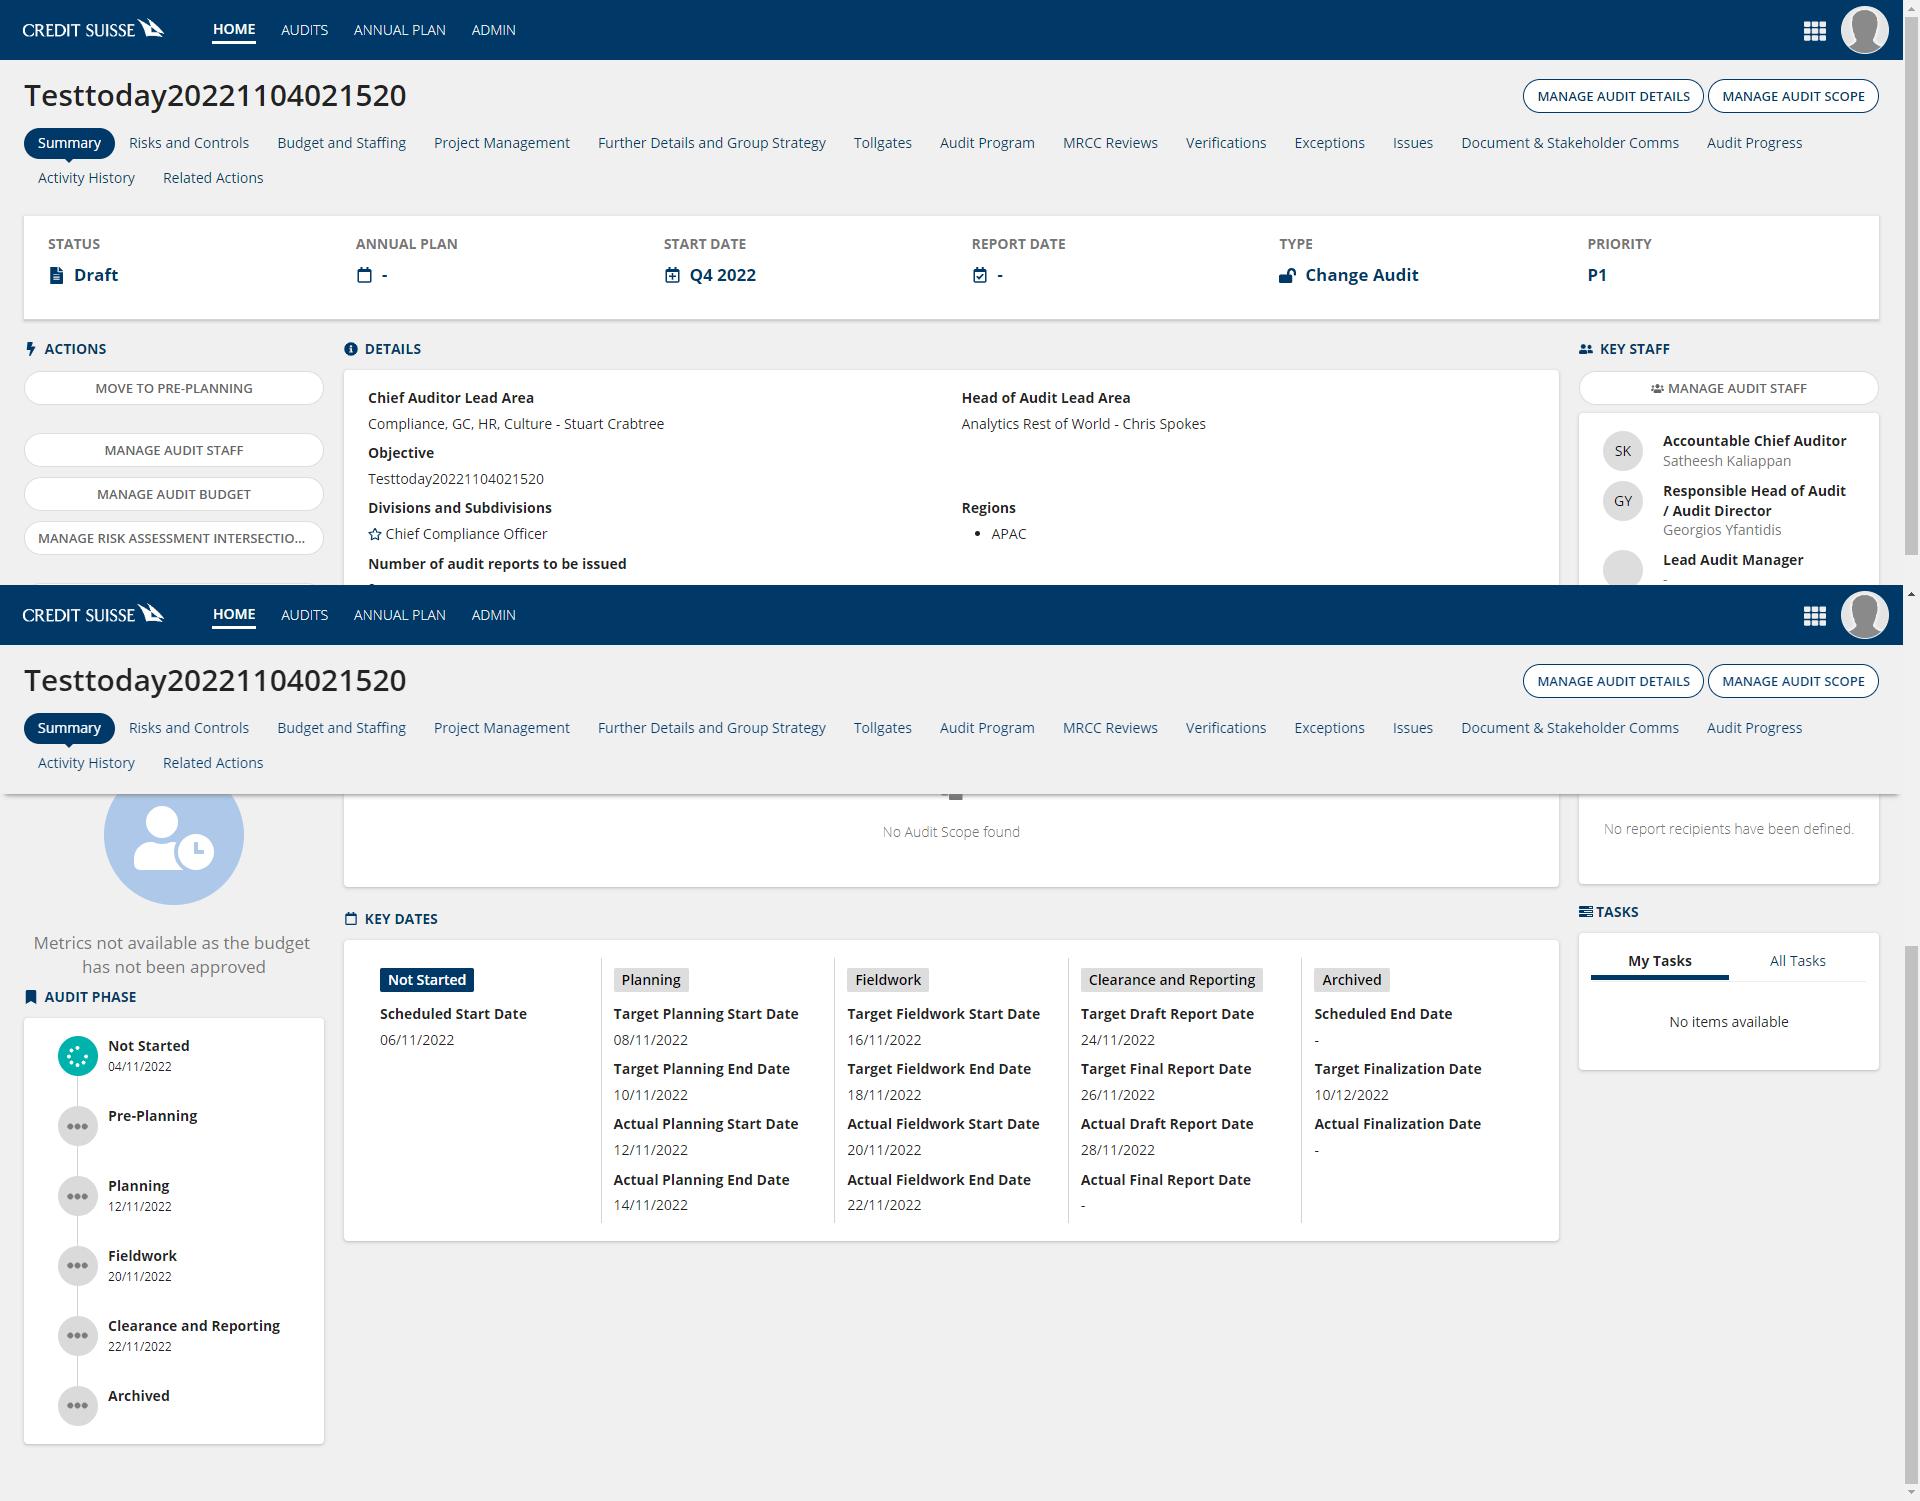 CREDIT SUISSE HOME AUDITS ANNUAL PLAN ADMIN
Testtoday20221104021520 MANAGE AUDIT DETAILS MANAGE AUDIT SCOPE
Summary Risks and Controls Budget and Staffing Project Management Further Details and Group Strategy Tollgates Audit Program MRCC Reviews Verifications Exceptions Issues Document & Stakeholder Comms Audit Progress
Activity History Related Actions
STATUS ANNUAL PLAN START DATE REPORT DATE TYPE PRIORITY
Draft - Q4 2022 - Change Audit P1
ACTIONS
MOVE TO PRE-PLANNING
MANAGE AUDIT STAFF
MANAGE AUDIT BUDGET
MANAGE RISK ASSESSMENT INTERSECTIO...
DETAILS
Chief Auditor Lead Area Head of Audit Lead Area
Compliance, GC, HR, Culture - Stuart Crabtree Analytics Rest of World - Chris Spokes
Objective
Testtoday20221104021520
Divisions and Subdivisions Regions
Chief Compliance Officer • APAC
Number of audit reports to be issued
KEY STAFF
MANAGE AUDIT STAFF
SK Accountable Chief Auditor
Satheesh Kaliappan
GY Responsible Head of Audit
/ Audit Director
Georgios Yfantidis
Lead Audit Manager
-
CREDIT SUISSE HOME AUDITS ANNUAL PLAN ADMIN
Testtoday20221104021520 MANAGE AUDIT DETAILS MANAGE AUDIT SCOPE
Summary Risks and Controls Budget and Staffing Project Management Further Details and Group Strategy Tollgates Audit Program MRCC Reviews Verifications Exceptions Issues Document & Stakeholder Comms Audit Progress
Activity History Related Actions
Metrics not available as the budget
has not been approved
AUDIT PHASE
Not Started
04/11/2022
Pre-Planning
Planning
12/11/2022
Fieldwork
20/11/2022
Clearance and Reporting
22/11/2022
Archived
No Audit Scope found
KEY DATES
Not Started Planning Fieldwork Clearance and Reporting Archived
Scheduled Start Date Target Planning Start Date Target Fieldwork Start Date Target Draft Report Date Scheduled End Date
06/11/2022 08/11/2022 16/11/2022 24/11/2022 -
Target Planning End Date Target Fieldwork End Date Target Final Report Date Target Finalization Date
10/11/2022 18/11/2022 26/11/2022 10/12/2022
Actual Planning Start Date Actual Fieldwork Start Date Actual Draft Report Date Actual Finalization Date
12/11/2022 20/11/2022 28/11/2022 -
Actual Planning End Date Actual Fieldwork End Date Actual Final Report Date
14/11/2022 22/11/2022 -
No report recipients have been defined.
TASKS
My Tasks All Tasks
No items available